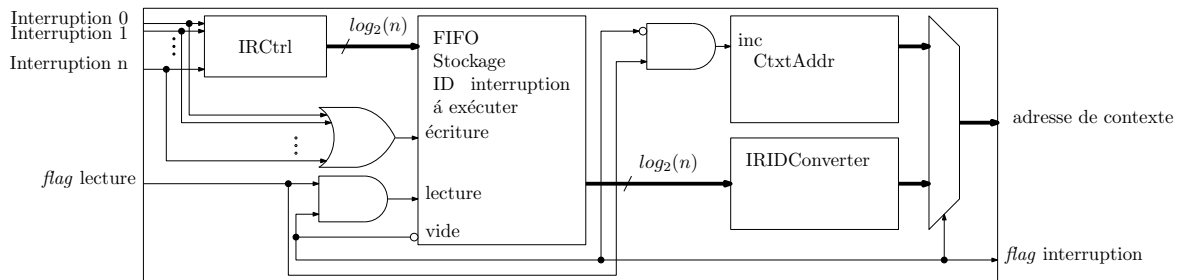 Interruption 0
Interruption 1
Interruption n
flag lecture
IRCtrl
log2(n)
FIFO
Stockage
ID interruption
á exécuter
écriture
lecture
vide
log2(n)
inc
CtxtAddr
IRIDConverter
adresse de contexte
flag interruption